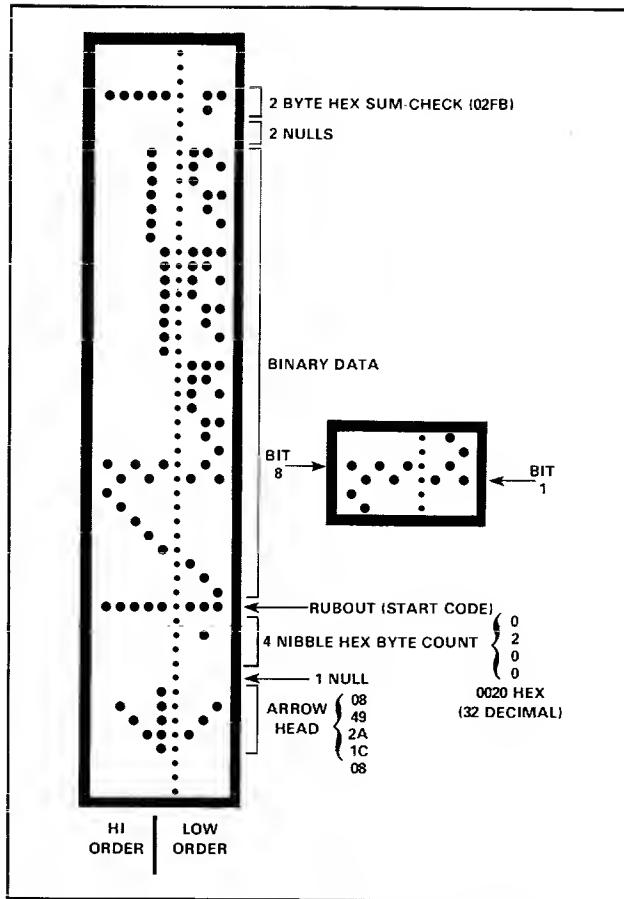 2 BYTE HEX SUM-CHECK (02FB)
2 NULLS
BINARY DATA
BIT
8
BIT
1
RUBOUT (START CODE)
4 NIBBLE HEX BYTE COUNT
0
2
0
0
1 NULL
0020 HEX
(32 DECIMAL)
ARROW
HEAD
08
49
2A
1C
08
HI
ORDER
LOW
ORDER